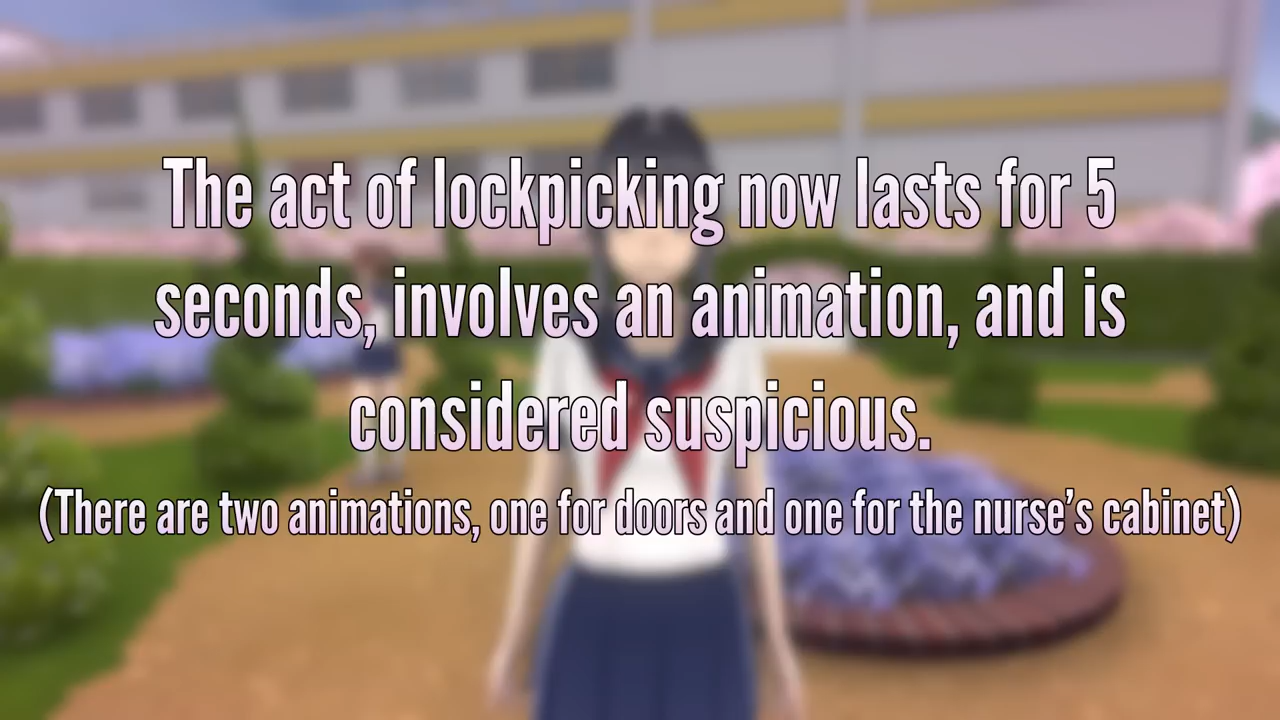 The act of lockpicking now lasts for 5
seconds, involves an animation, and is
considered suspicious.
(There are two animations, one for doors and one for the nurse’s cabinet)